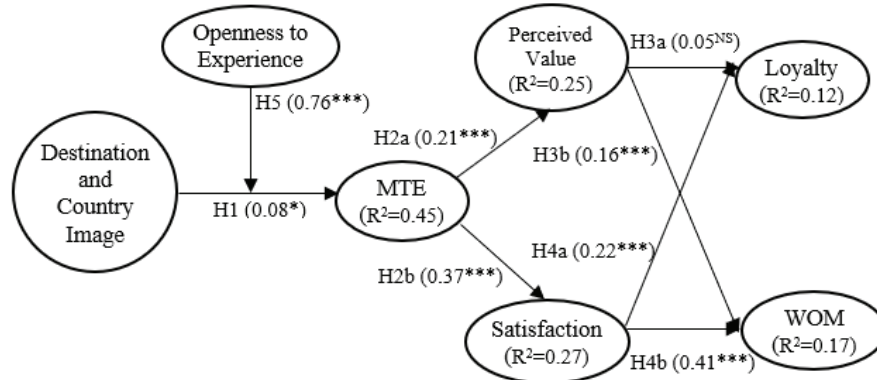 Openness to
Experience
Perceived
Value
(R²=0.25)
H3a (0.05ᴺˢ)
Loyalty
(R²=0.12)
H5 (0.76***)
H2a (0.21***)
H3b (0.16***)
Destination
and
Country
Image
H1 (0.08*)
MTE
(R²=0.45)
H4a (0.22***)
H2b (0.37***)
Satisfaction
(R²=0.27)
H4b (0.41***)
WOM
(R²=0.17)